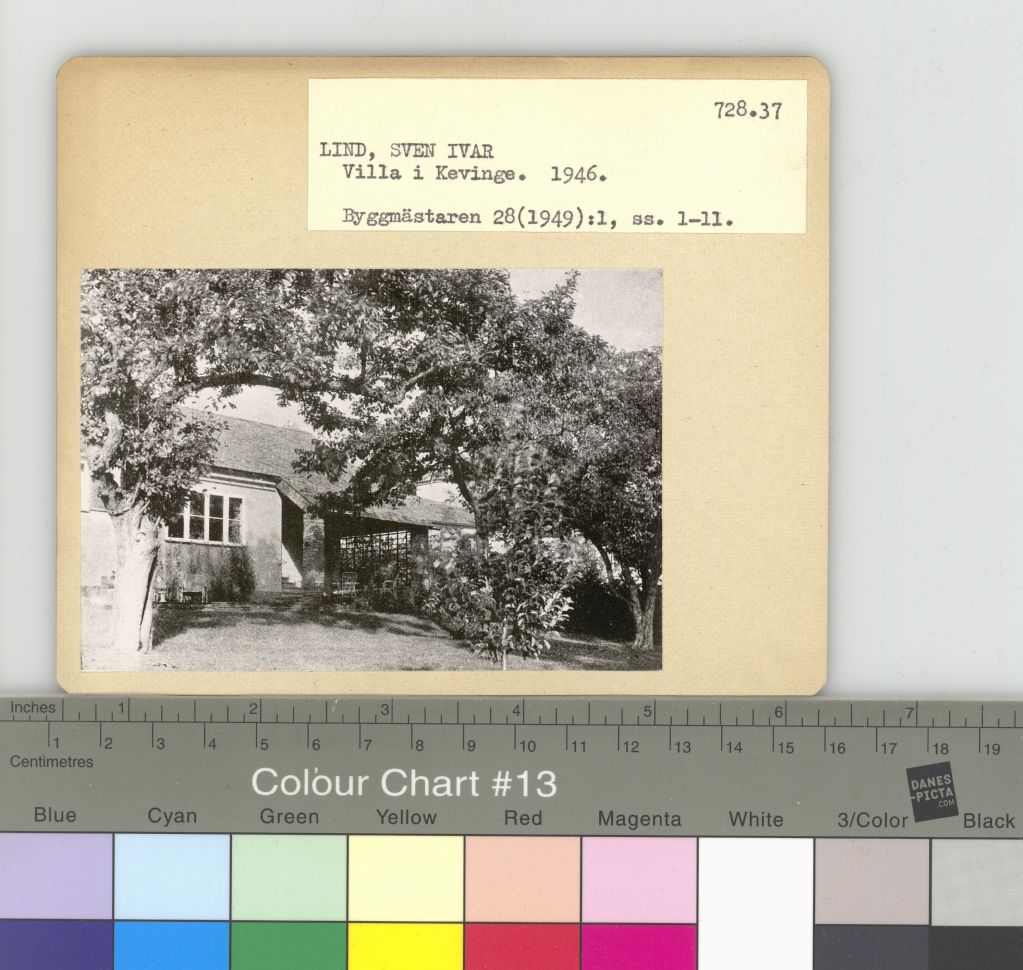 728.37
LIND, SVEN IVAR
Villa i Kevinge. 1946.
Byggmästaren 28(1949):1, ss. 1-11.
Inches 1 2 3 4 5 6 7
1 2 3 4 5 6 7 8 9 10 11 12 13 14 15 16 17 18 19
Centimetres
Colour Chart #13
DANES
-PICTA
.COM
Blue Cyan Green Yellow Red Magenta White 3/Color Black